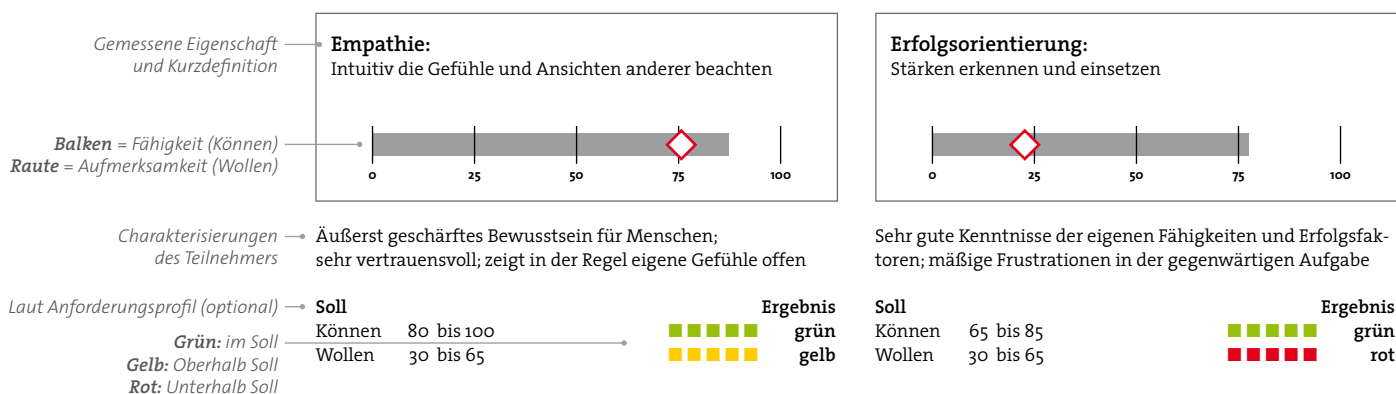 Gemessene Eigenschaft
und Kurzdefinition
Balken = Fähigkeit (Können)
Raute = Aufmerksamkeit (Wollen)
Charakterisierungen
des Teilnehmers
Laut Anforderungsprofil (optional)
Grün: im Soll
Gelb: Oberhalb Soll
Rot: Unterhalb Soll
Empathie:
Intuitiv die Gefühle und Ansichten anderer beachten
0 25 50 75 100
Äußerst geschärftes Bewusstsein für Menschen;
sehr vertrauensvoll; zeigt in der Regel eigene Gefühle offen
Soll Ergebnis
Können 80 bis 100 grün
Wollen 30 bis 65 gelb
Erfolgsorientierung:
Stärken erkennen und einsetzen
0 25 50 75 100
Sehr gute Kenntnisse der eigenen Fähigkeiten und Erfolgsfak-
toren; mäßige Frustrationen in der gegenwärtigen Aufgabe
Soll Ergebnis
Können 65 bis 85 grün
Wollen 30 bis 65 rot